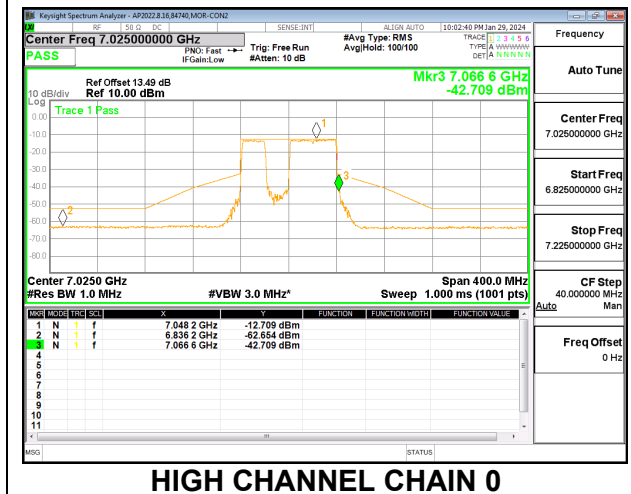 Keysight Spectrum Analyzer - AP2022.8.16,84740,MOR-CON2
RF 50 Ω DC SENSE:INT ALIGN AUTO 10:02:40 PM Jan 29, 2024
Center Freq 7.025000000 GHz #Avg Type: RMS TRACE 1 2 3 4 5 6 Frequency
PNO: Fast Trig: Free Run Avg|Hold: 100/100 TYPE A WWWWW
PASS IFGain:Low #Atten: 10 dB DET A N N N N N
Auto Tune
Ref Offset 13.49 dB Mkr3 7.066 6 GHz
10 dB/div Ref 10.00 dBm -42.709 dBm
Log
Trace 1 Pass
0.00
-10.0
-20.0
-30.0
-40.0
-50.0
-60.0
-70.0
-80.0
1
2
3
Center Freq
7.025000000 GHz
Start Freq
6.825000000 GHz
Stop Freq
7.225000000 GHz
Center 7.0250 GHz Span 400.0 MHz
#Res BW 1.0 MHz #VBW 3.0 MHz* Sweep 1.000 ms (1001 pts)
CF Step
40.000000 MHz
Auto Man
Freq Offset
0 Hz
MKR MODE TRC SCL X Y FUNCTION FUNCTION WIDTH FUNCTION VALUE
1 N 1 f 7.048 2 GHz -12.709 dBm
2 N 1 f 6.836 2 GHz -62.654 dBm
3 N 1 f 7.066 6 GHz -42.709 dBm
4
5
6
7
8
9
10
11
MSG STATUS
HIGH CHANNEL CHAIN 0